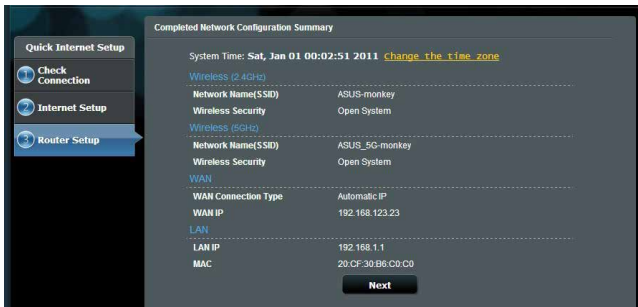 Completed Network Configuration Summary
Quick Internet Setup
1 Check Connection
2 Internet Setup
3 Router Setup
System Time: Sat, Jan 01 00:02:51 2011 Change the time zone
Wireless (2.4GHz)
Network Name(SSID) ASUS-monkey
Wireless Security Open System
Wireless (5GHz)
Network Name(SSID) ASUS_5G-monkey
Wireless Security Open System
WAN
WAN Connection Type Automatic IP
WAN IP 192.168.123.23
LAN
LAN IP 192.168.1.1
MAC 20:CF:30:B6:C0:C0
Next